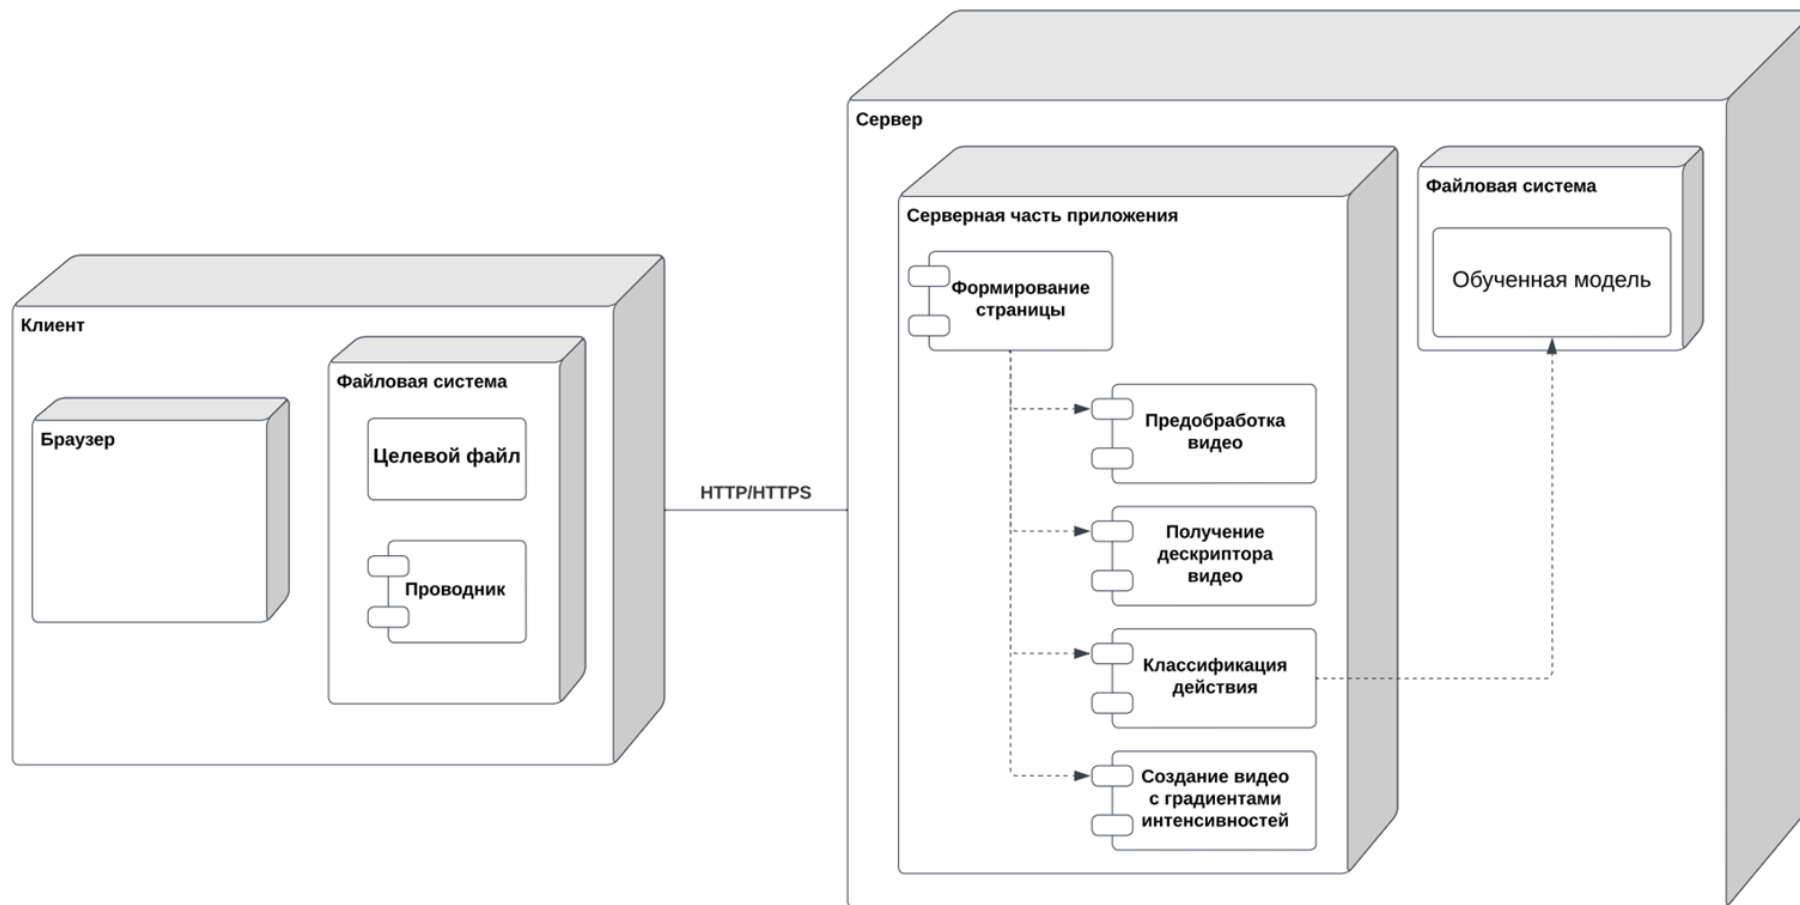 Клиент
Браузер
Файловая система
Целевой файл
Проводник
HTTP/HTTPS
Сервер
Серверная часть приложения
Формирование
страницы
Предобработка
видео
Получение
дескриптора
видео
Классификация
действия
Создание видео
с градиентами
интенсивностей
Файловая система
Обученная модель